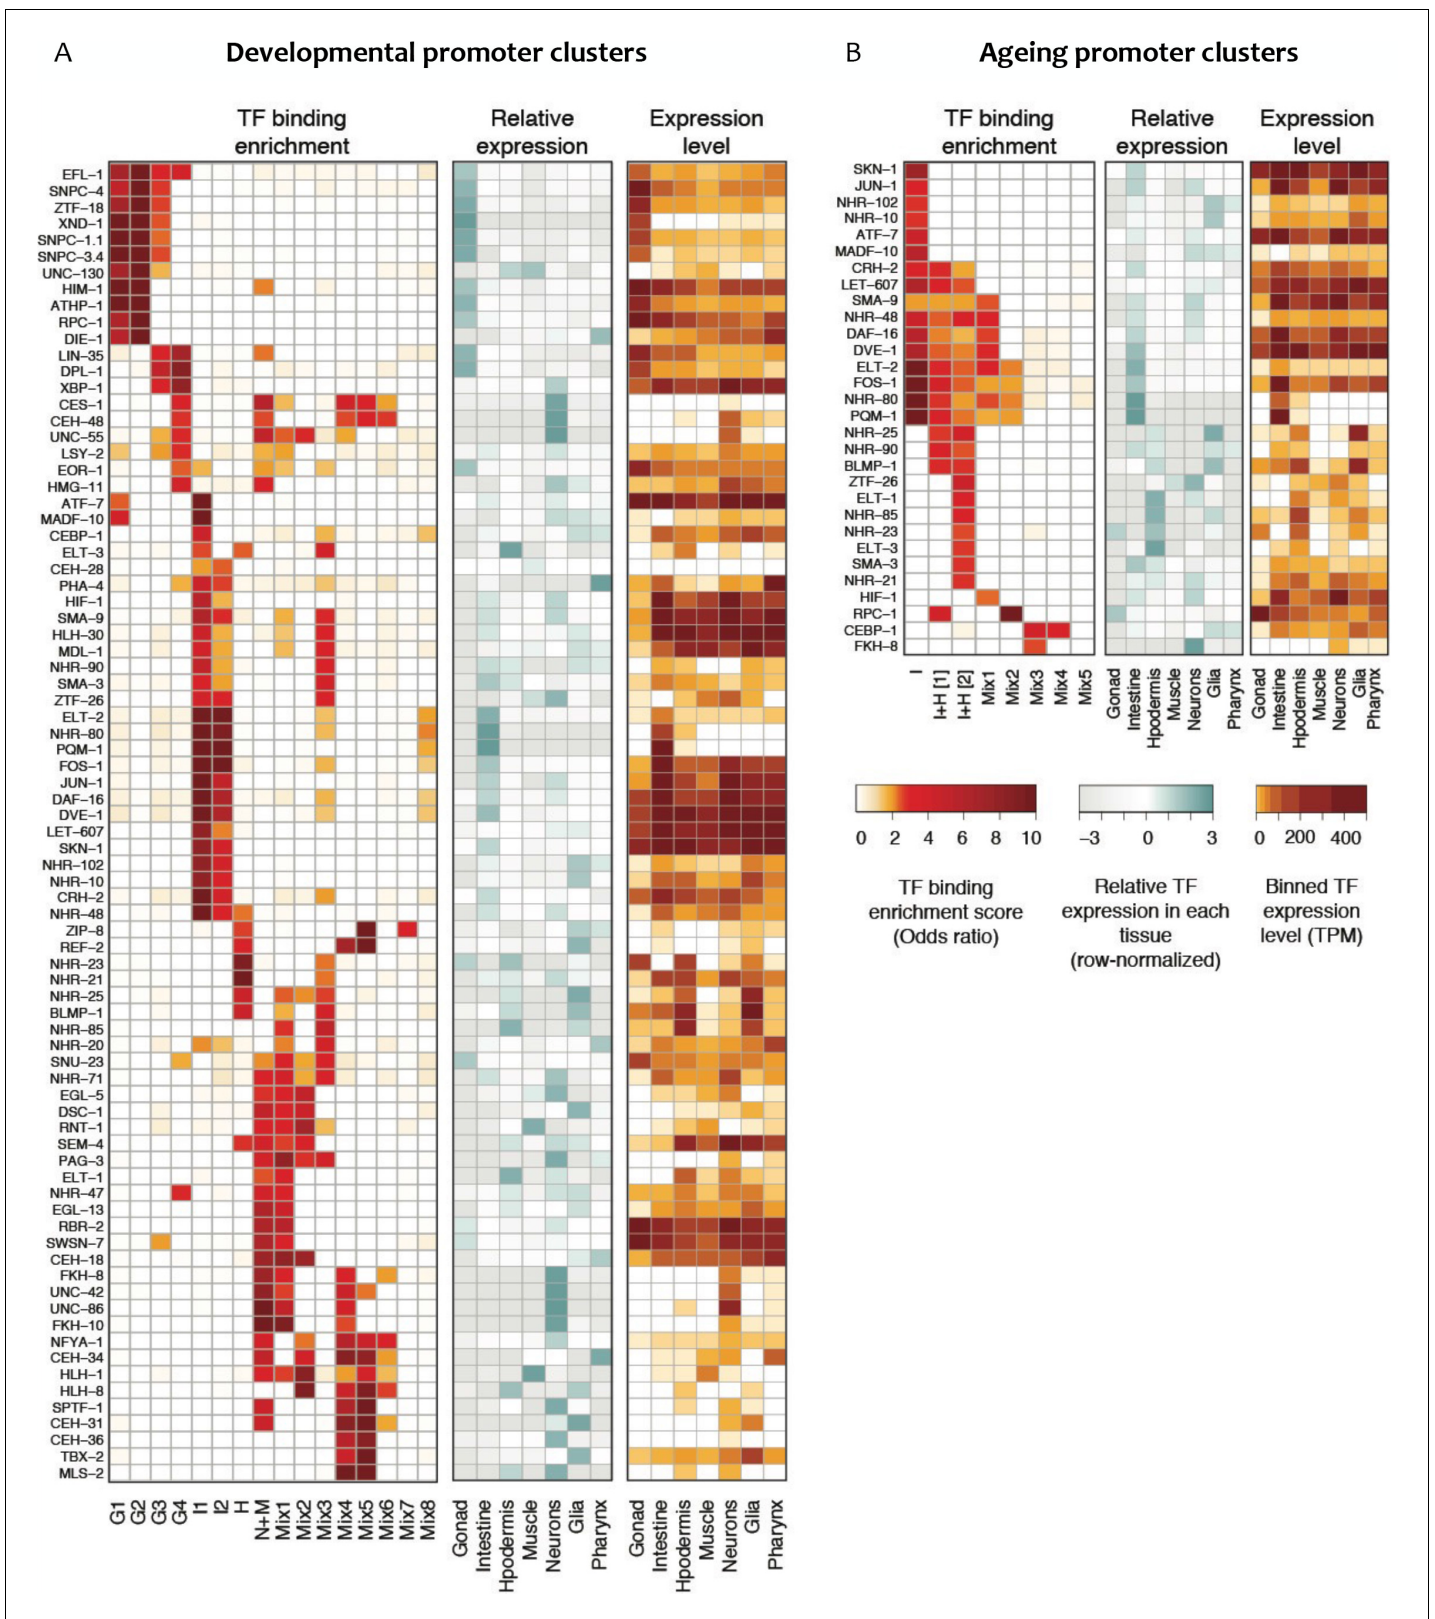 A
Developmental promoter clusters
TF binding
enrichment
Relative
expression
Expression
level
EFL-1
SNPC-4
ZTF-18
XND-1
SNPC-1.1
SNPC-3.4
UNC-130
HIM-1
ATHP-1
RPC-1
DIE-1
LIN-35
DPL-1
XBP-1
CES-1
CEH-48
UNC-55
LSY-2
EOR-1
HMG-11
ATF-7
MADF-10
CEBP-1
ELT-3
CEH-28
PHA-4
HIF-1
SMA-9
HLH-30
MDL-1
NHR-90
SMA-3
ZTF-26
ELT-2
NHR-80
PQM-1
FOS-1
JUN-1
DAF-16
DVE-1
LET-607
SKN-1
NHR-102
NHR-10
CRH-2
NHR-48
ZIP-8
REF-2
NHR-23
NHR-21
NHR-25
BLMP-1
NHR-85
NHR-20
SNU-23
NHR-71
EGL-5
DSC-1
RNT-1
SEM-4
PAG-3
ELT-1
NHR-47
EGL-13
RBR-2
SWSN-7
CEH-18
FKH-8
UNC-42
UNC-86
FKH-10
NFYA-1
CEH-34
HLH-1
HLH-8
SPTF-1
CEH-31
CEH-36
TBX-2
MLS-2
G1
G2
G3
G4
I1
I2
H
N+M
Mix1
Mix2
Mix3
Mix4
Mix5
Mix6
Mix7
Mix8
Gonad
Intestine
Hpodermis
Muscle
Neurons
Glia
Pharynx
Gonad
Intestine
Hpodermis
Muscle
Neurons
Glia
Pharynx
B
Ageing promoter clusters
TF binding
enrichment
Relative
expression
Expression
level
SKN-1
JUN-1
NHR-102
NHR-10
ATF-7
MADF-10
CRH-2
LET-607
SMA-9
NHR-48
DAF-16
DVE-1
ELT-2
FOS-1
NHR-80
PQM-1
NHR-25
NHR-90
BLMP-1
ZTF-26
ELT-1
NHR-85
NHR-23
ELT-3
SMA-3
NHR-21
HIF-1
RPC-1
CEBP-1
FKH-8
I
I+H [1]
I+H [2]
Mix1
Mix2
Mix3
Mix4
Mix5
Gonad
Intestine
Hpodermis
Muscle
Neurons
Glia
Pharynx
Gonad
Intestine
Hpodermis
Muscle
Neurons
Glia
Pharynx
0 2 4 6 8 10
TF binding
enrichment score
(Odds ratio)
−3 0 3
Relative TF
expression in each
tissue
(row-normalized)
0 200 400
Binned TF
expression
level (TPM)